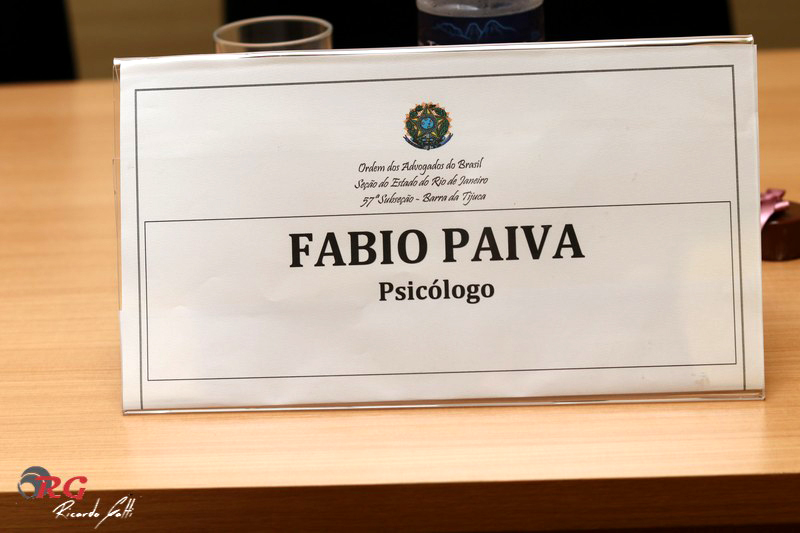 Ordem dos Advogados do Brasil
Seção do Estado do Rio de Janeiro
57ª Subseção - Barra da Tijuca
FABIO PAIVA
Psicólogo
RG
Ricardo Gatti